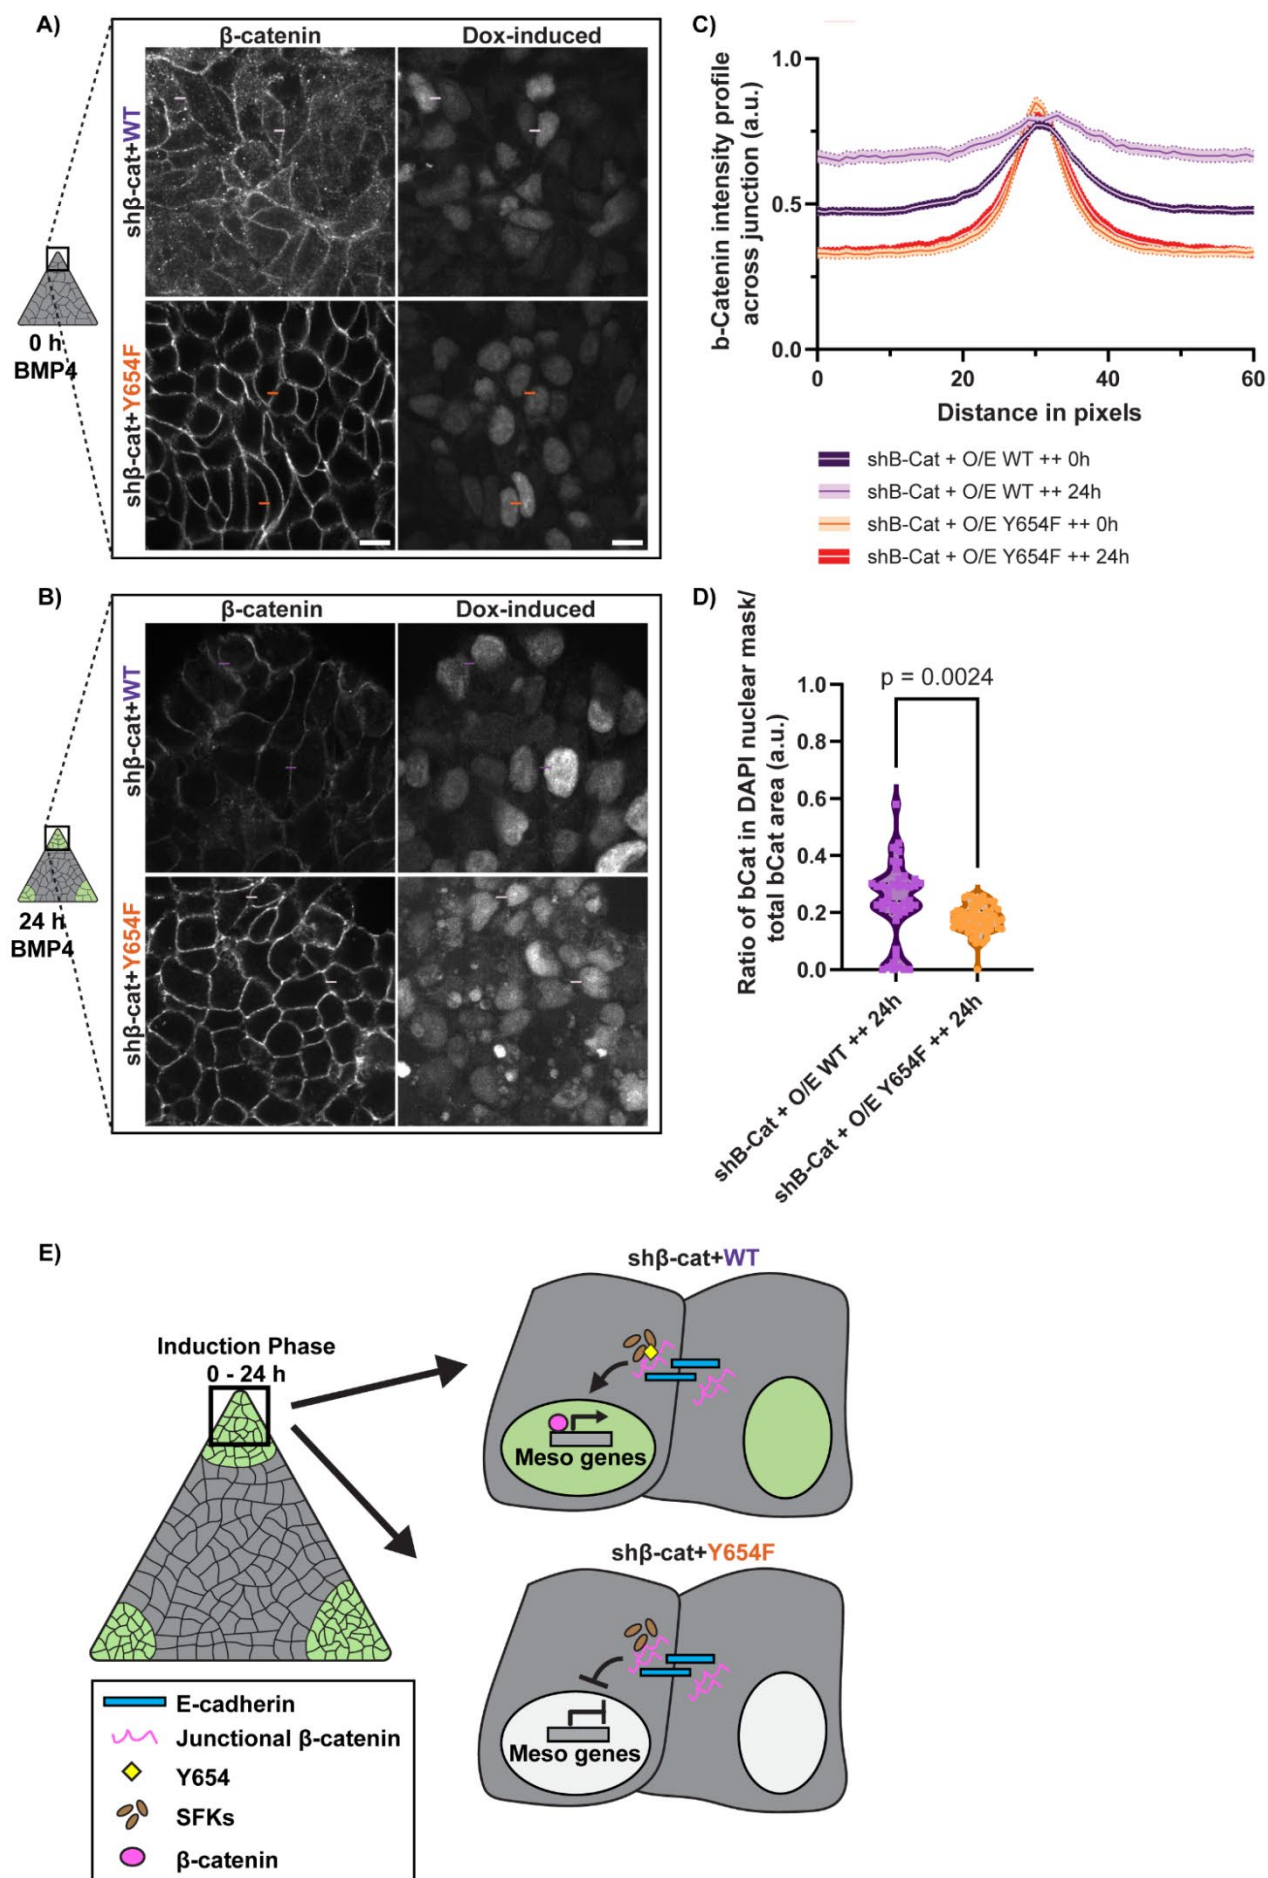 A)
β-catenin
Dox-induced
shβ-cat+WT
shβ-cat+Y654F
0 h
BMP4
B)
β-catenin
Dox-induced
shβ-cat+WT
shβ-cat+Y654F
24 h
BMP4
C)
b-Catenin intensity profile
across junction (a.u.)
1.0
0.5
0.0
0
20
40
60
Distance in pixels
shB-Cat + O/E WT ++ 0h
shB-Cat + O/E WT ++ 24h
shB-Cat + O/E Y654F ++ 0h
shB-Cat + O/E Y654F ++ 24h
D)
Ratio of bCat in DAPI nuclear mask/
total bCat area (a.u.)
p = 0.0024
1.0
0.8
0.6
0.4
0.2
0.0
shB-Cat + O/E WT ++ 24h
shB-Cat + O/E Y654F ++ 24h
E)
Induction Phase
0 - 24 h
shβ-cat+WT
Meso genes
shβ-cat+Y654F
Meso genes
E-cadherin
Junctional β-catenin
Y654
SFKs
β-catenin